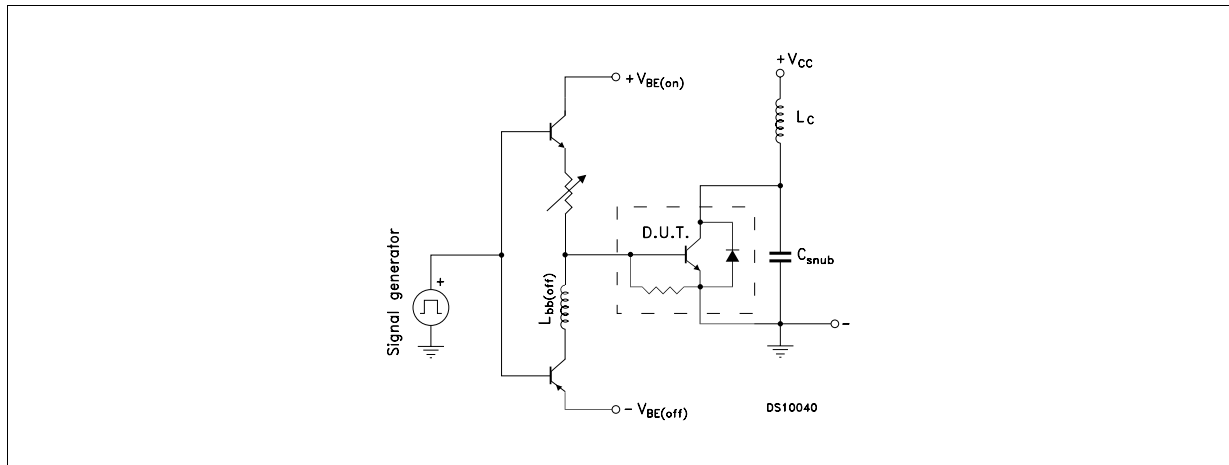 +V_BE(on)
+V_CC
L_C
D.U.T.
C_snub
Signal generator
+
L_bb(off)
-
- V_BE(off)
DS10040